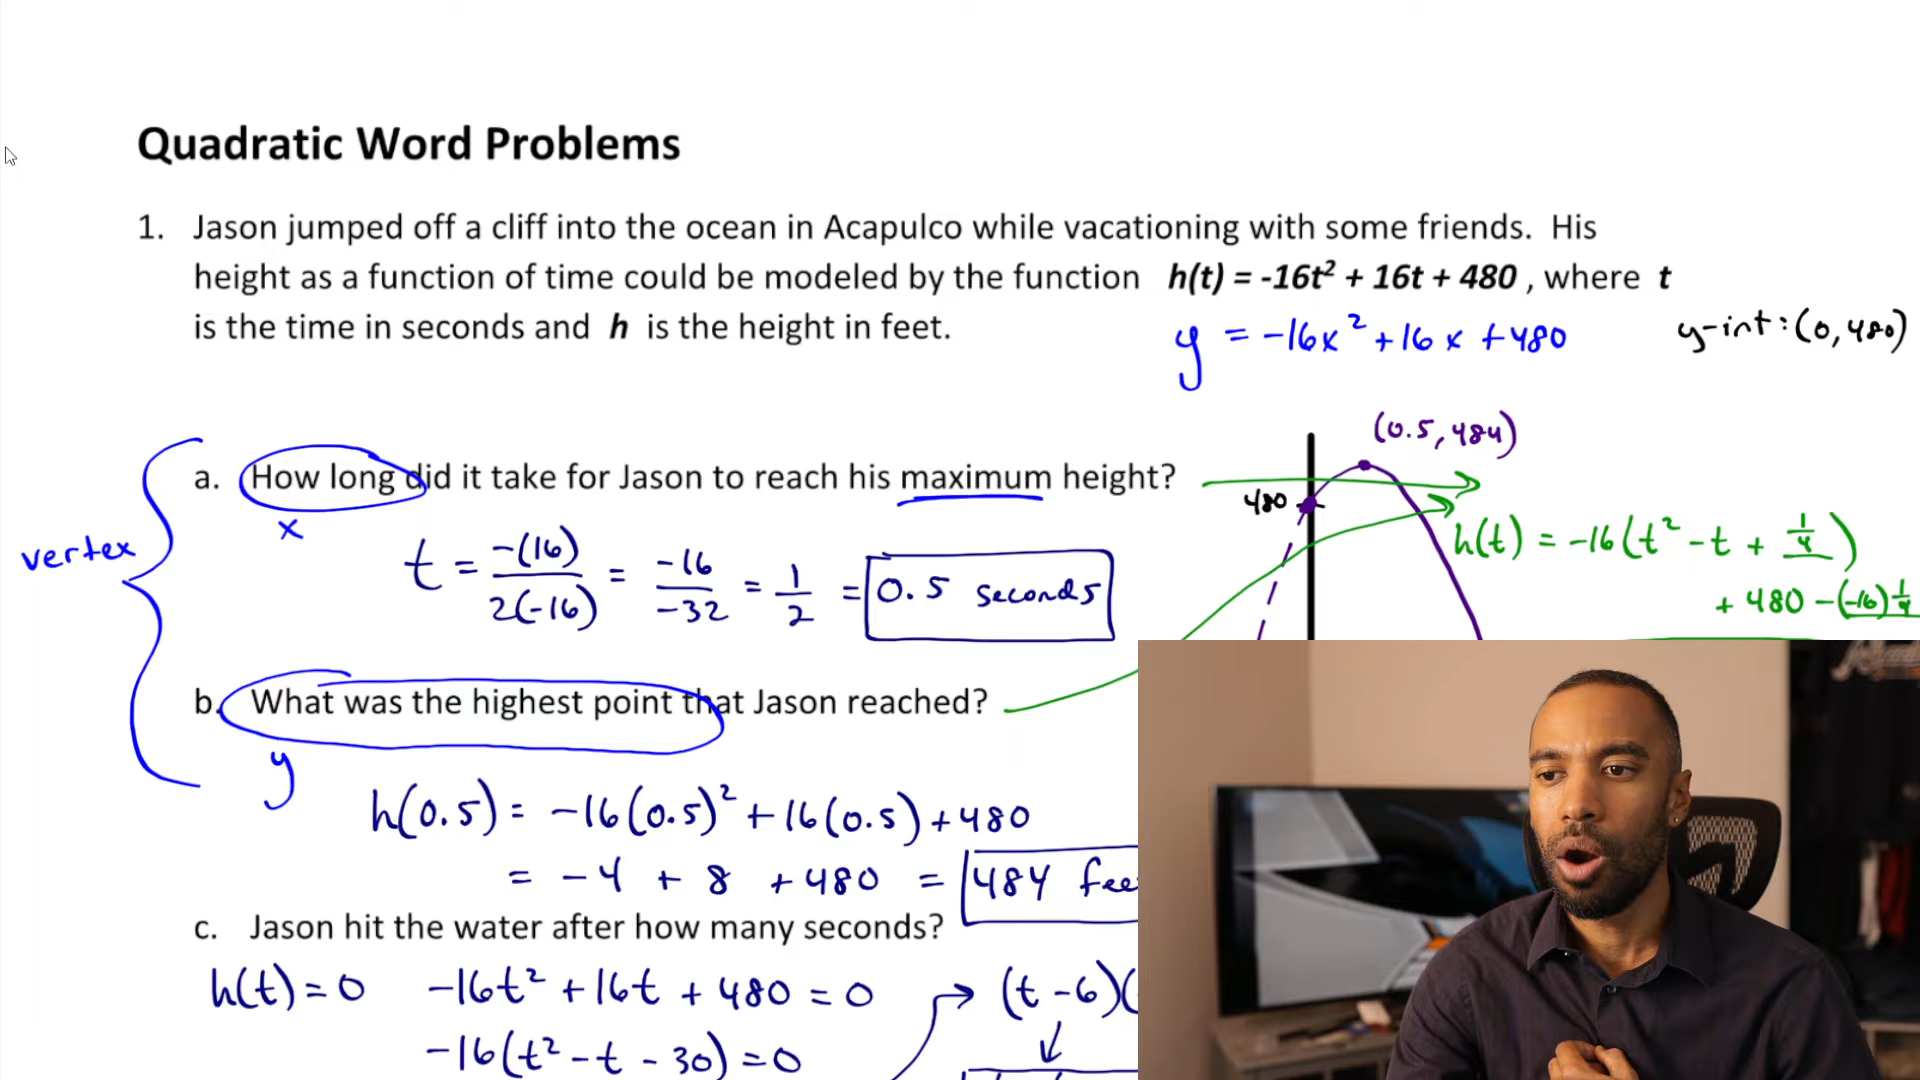 Quadratic Word Problems
1. Jason jumped off a cliff into the ocean in Acapulco while vacationing with some friends. His
height as a function of time could be modeled by the function h(t) = -16t² + 16t + 480 , where t
is the time in seconds and h is the height in feet.
y = -16x² + 16x + 480
y-int: (0, 480)
(0.5, 484)
a. How long did it take for Jason to reach his maximum height?
480
x
vertex
t = -(16) / 2(-16) = -16 / -32 = 1/2 = 0.5 seconds
h(t) = -16(t² - t + 1/4)
+ 480 - (-16) 1/4
b. What was the highest point that Jason reached?
y
h(0.5) = -16(0.5)² + 16(0.5) + 480
= -4 + 8 + 480 = 484 fee
c. Jason hit the water after how many seconds?
h(t) = 0 -16t² + 16t + 480 = 0 → (t - 6)(
-16(t² - t - 30) = 0